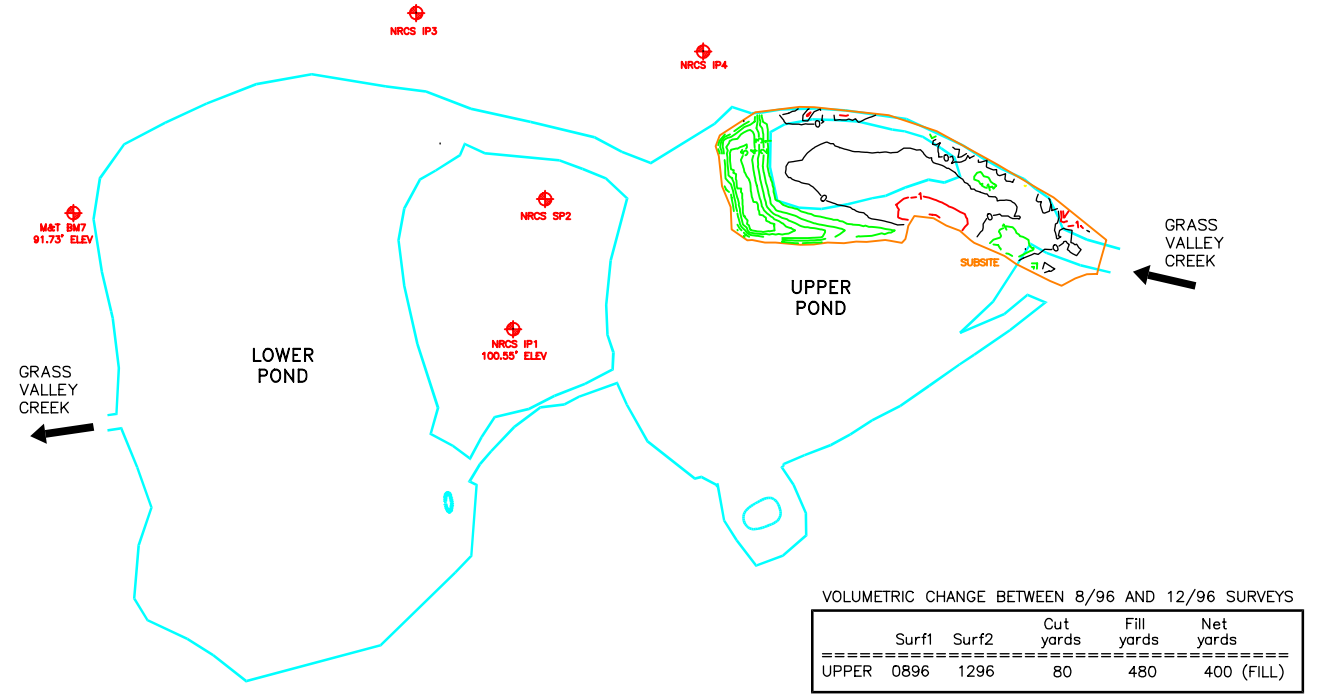 NRCS IP3
NRCS IP4
M&T BM7
91.73' ELEV
NRCS SP2
-1
SUBSITE
GRASS
VALLEY
CREEK
UPPER
POND
NRCS IP1
100.55' ELEV
LOWER
POND
GRASS
VALLEY
CREEK
VOLUMETRIC CHANGE BETWEEN 8/96 AND 12/96 SURVEYS
Surf1 Surf2 Cut yards Fill yards Net yards
==============================================
UPPER 0896 1296 80 480 400 (FILL)